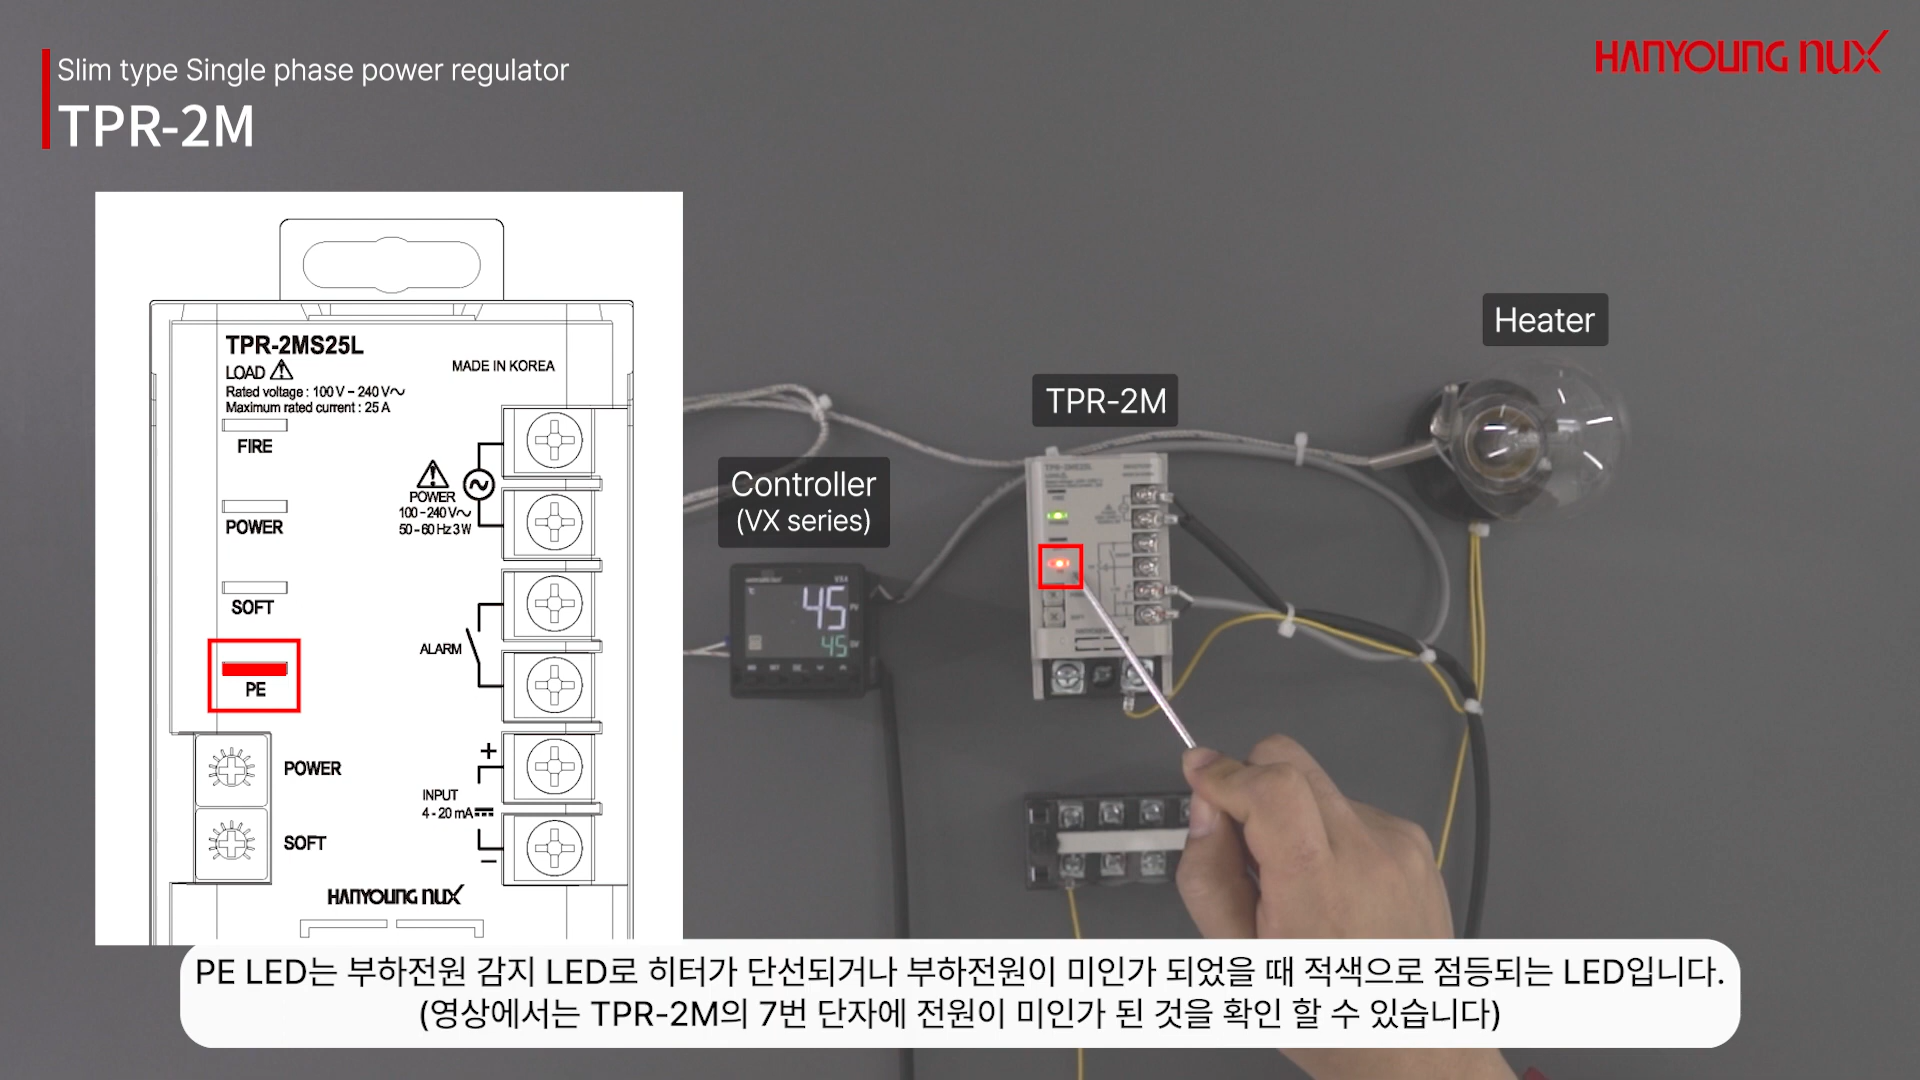 Slim type Single phase power regulator
TPR-2M
HANYOUNG NUX
TPR-2MS25L
LOAD
MADE IN KOREA
Rated voltage : 100 V – 240 V~
Maximum rated current : 25 A
FIRE
POWER
100 - 240 V~
50 - 60 Hz 3 W
POWER
SOFT
ALARM
PE
POWER
+
INPUT
4 - 20 mA
SOFT
–
HANYOUNG NUX
Heater
TPR-2M
Controller
(VX series)
VX4
45
PV
45
SV
PE LED는 부하전원 감지 LED로 히터가 단선되거나 부하전원이 미인가 되었을 때 적색으로 점등되는 LED입니다.
(영상에서는 TPR-2M의 7번 단자에 전원이 미인가 된 것을 확인 할 수 있습니다)